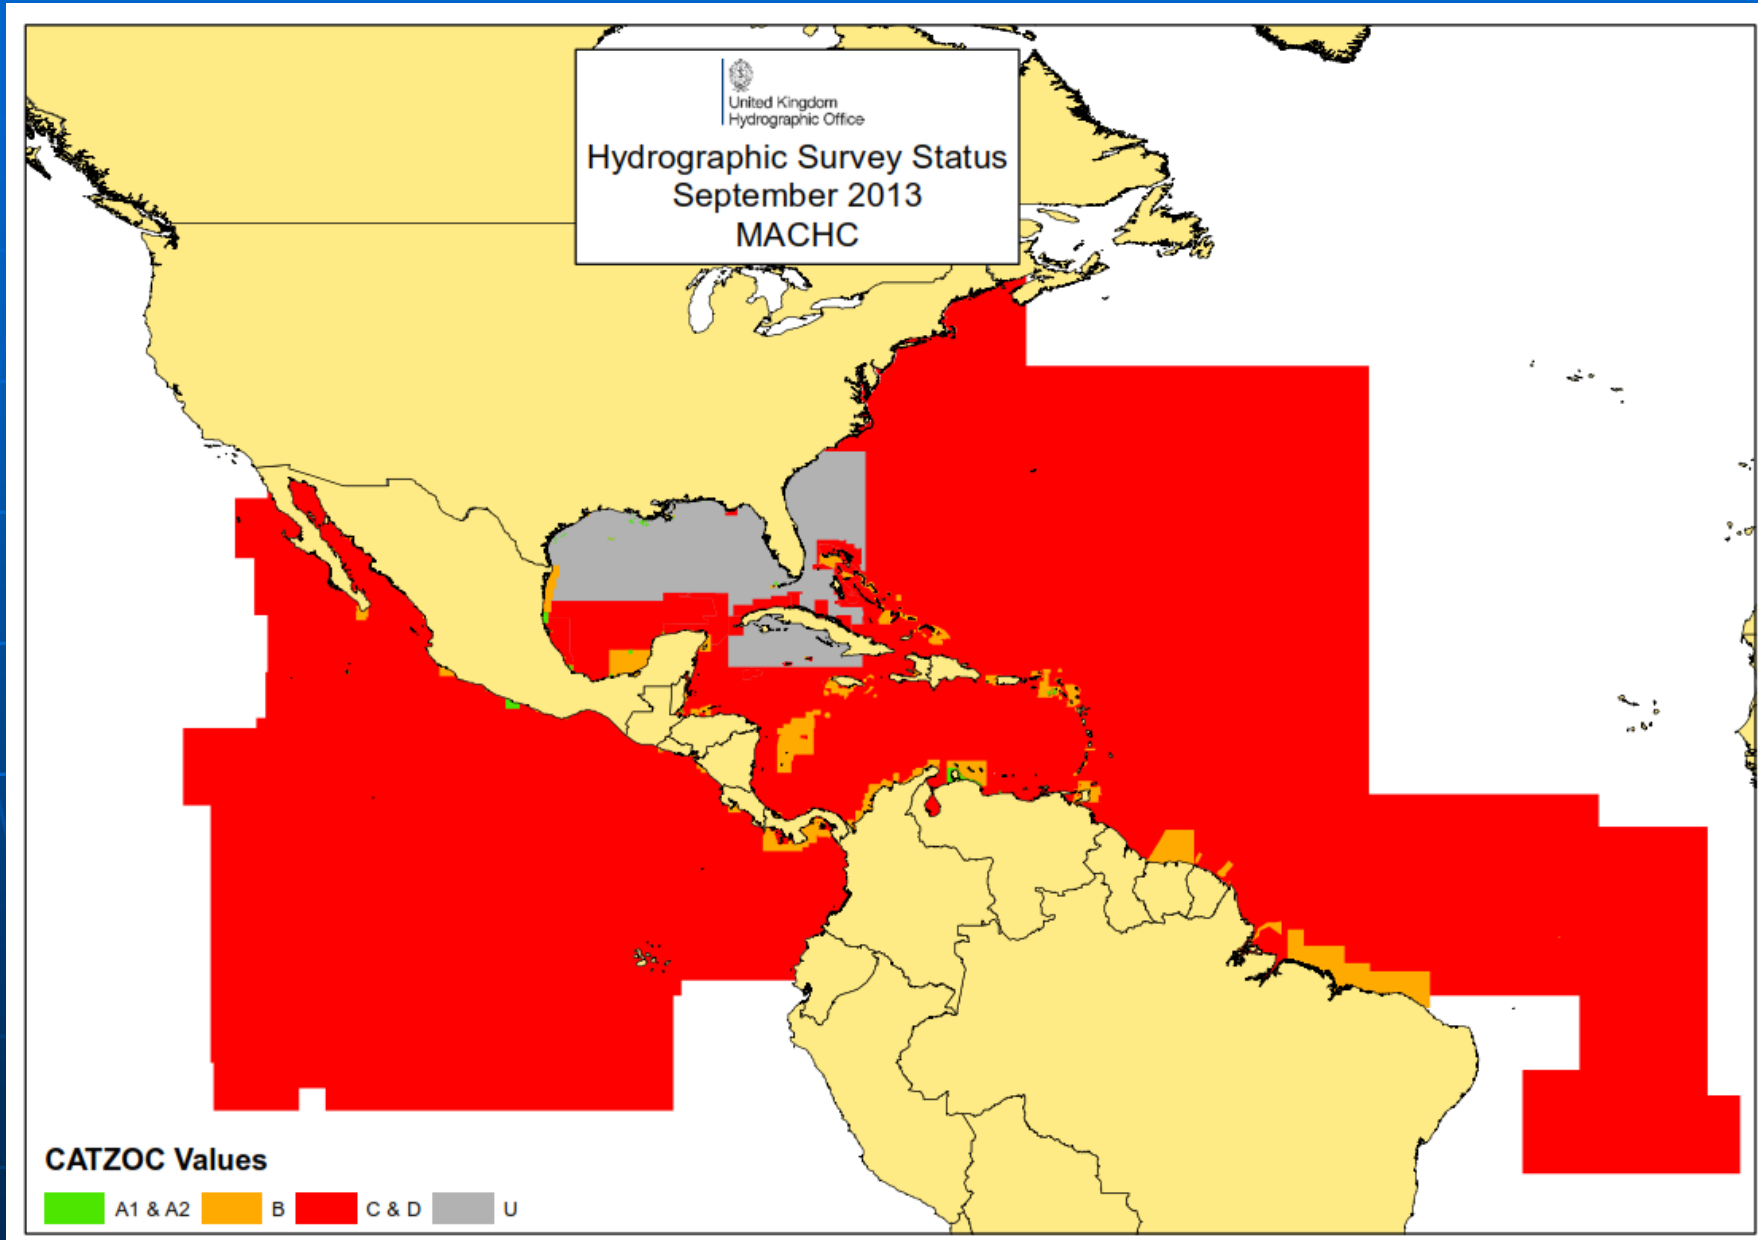 United Kingdom
Hydrographic Office
Hydrographic Survey Status
September 2013
MACHC
CATZOC Values
A1 & A2 B C & D U